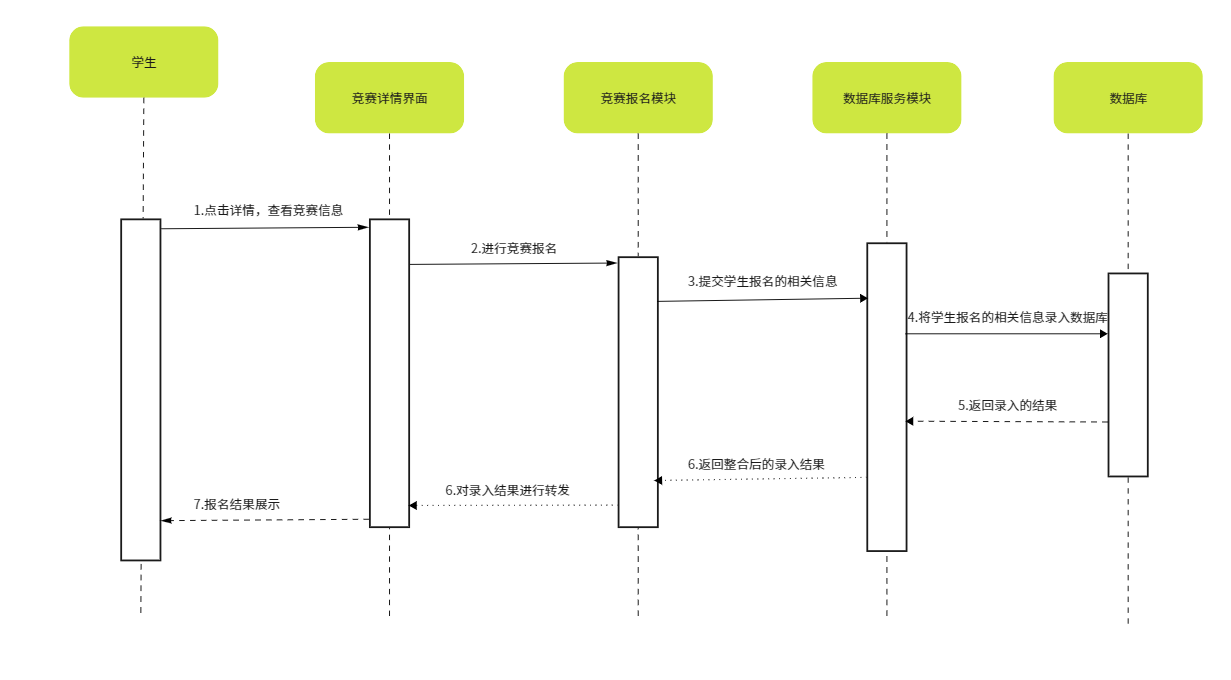 学生
竞赛详情界面
竞赛报名模块
数据库服务模块
数据库
1.点击详情，查看竞赛信息
2.进行竞赛报名
3.提交学生报名的相关信息
4.将学生报名的相关信息录入数据库
5.返回录入的结果
6.返回整合后的录入结果
6.对录入结果进行转发
7.报名结果展示